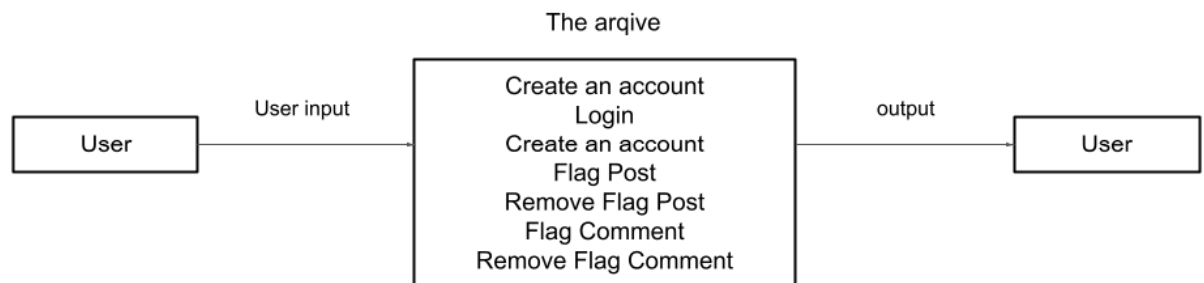 The arqive
User
User input
Create an account
Login
Create an account
Flag Post
Remove Flag Post
Flag Comment
Remove Flag Comment
output
User